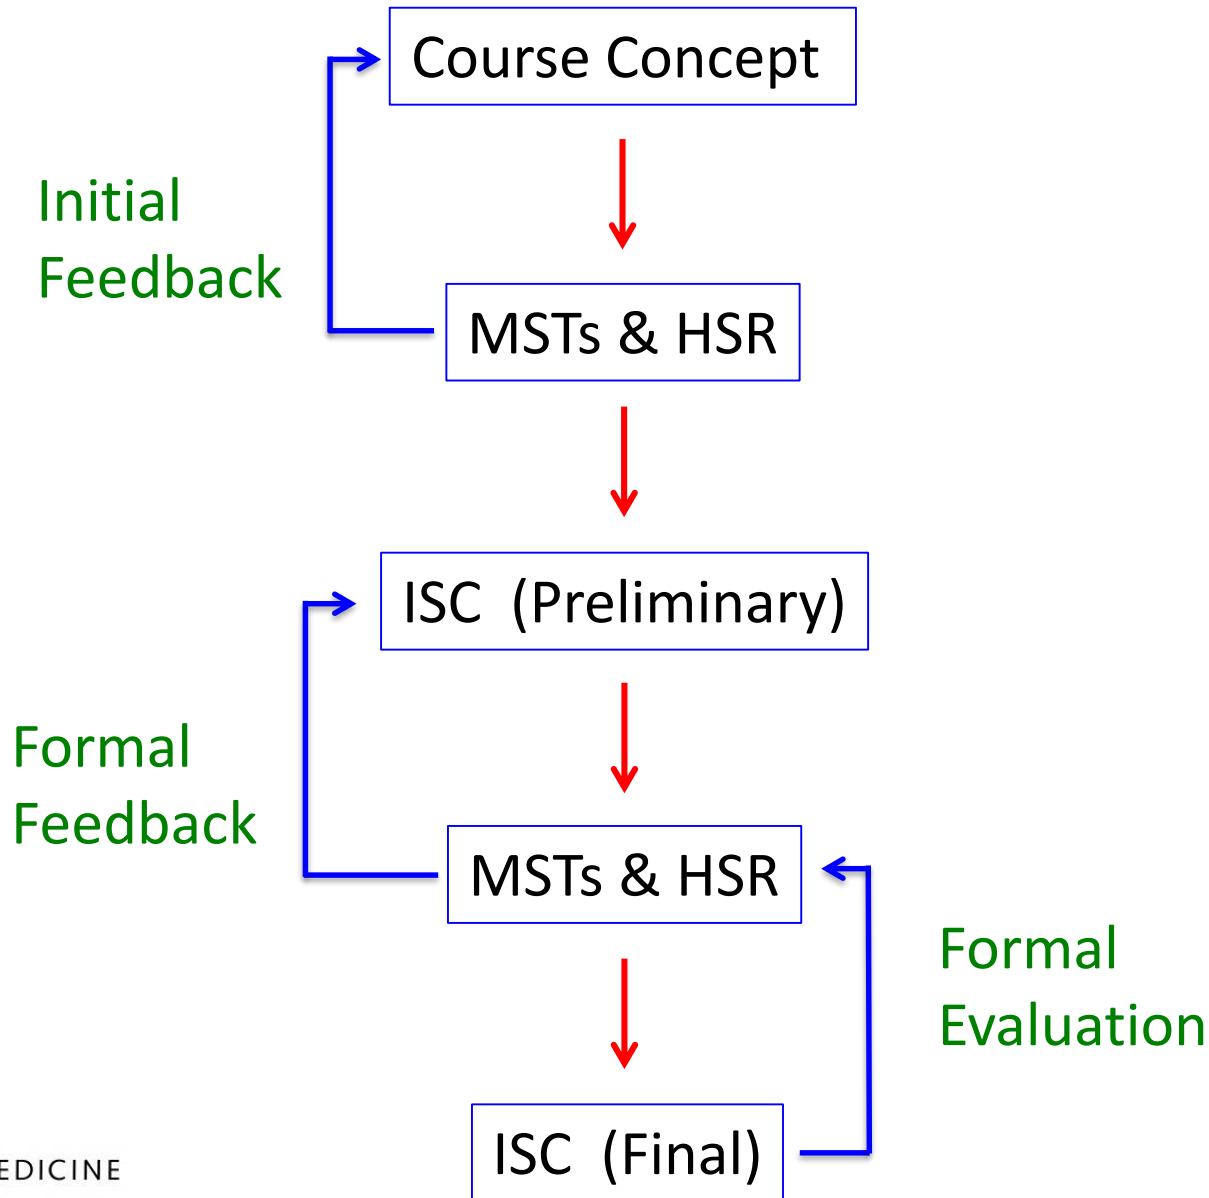 Course Concept
Initial
Feedback
MSTs & HSR
ISC (Preliminary)
Formal
Feedback
MSTs & HSR
Formal
Evaluation
ISC (Final)
EDICINE